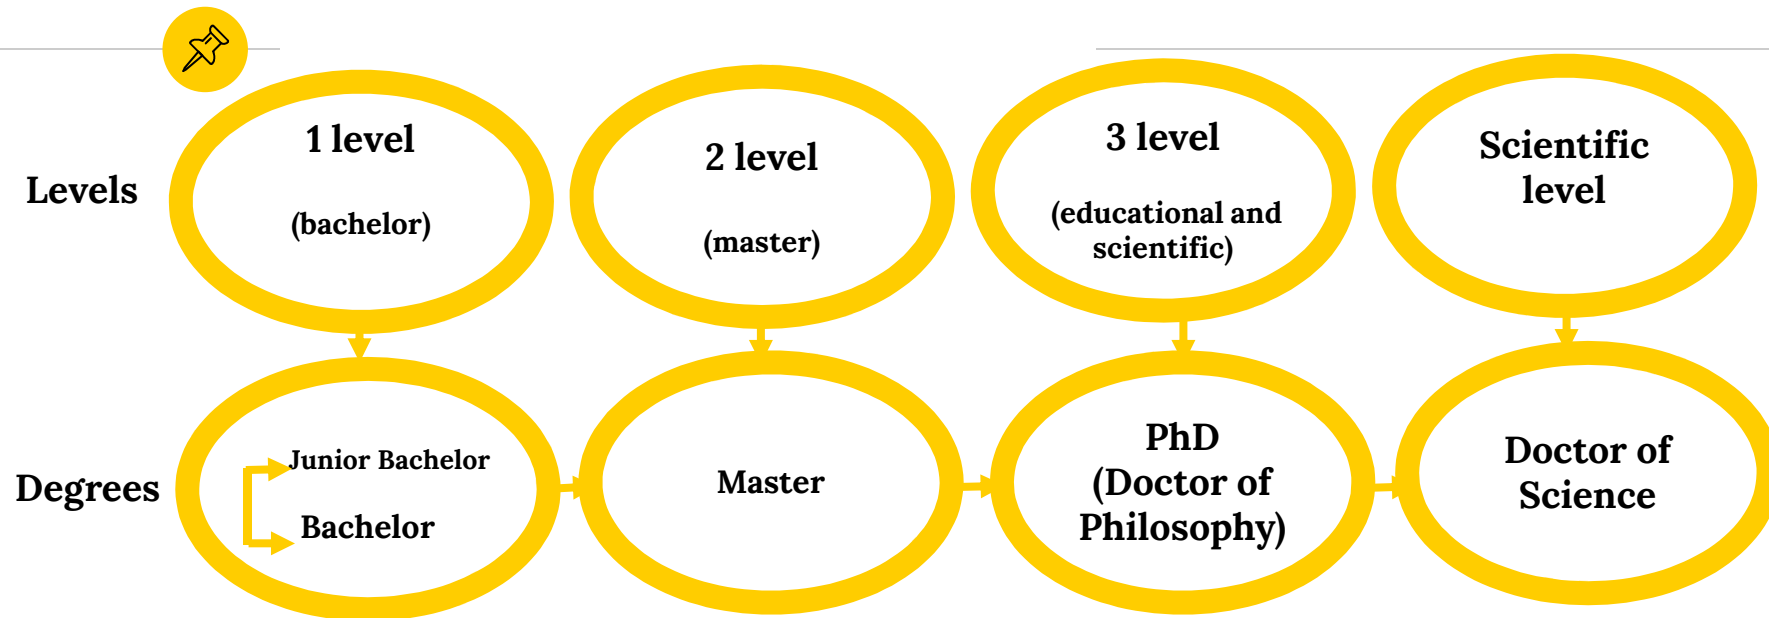 Levels
1 level
(bachelor)
2 level
(master)
3 level
(educational and
scientific)
Scientific
level
Degrees
Junior Bachelor
Bachelor
Master
PhD
(Doctor of
Philosophy)
Doctor of
Science